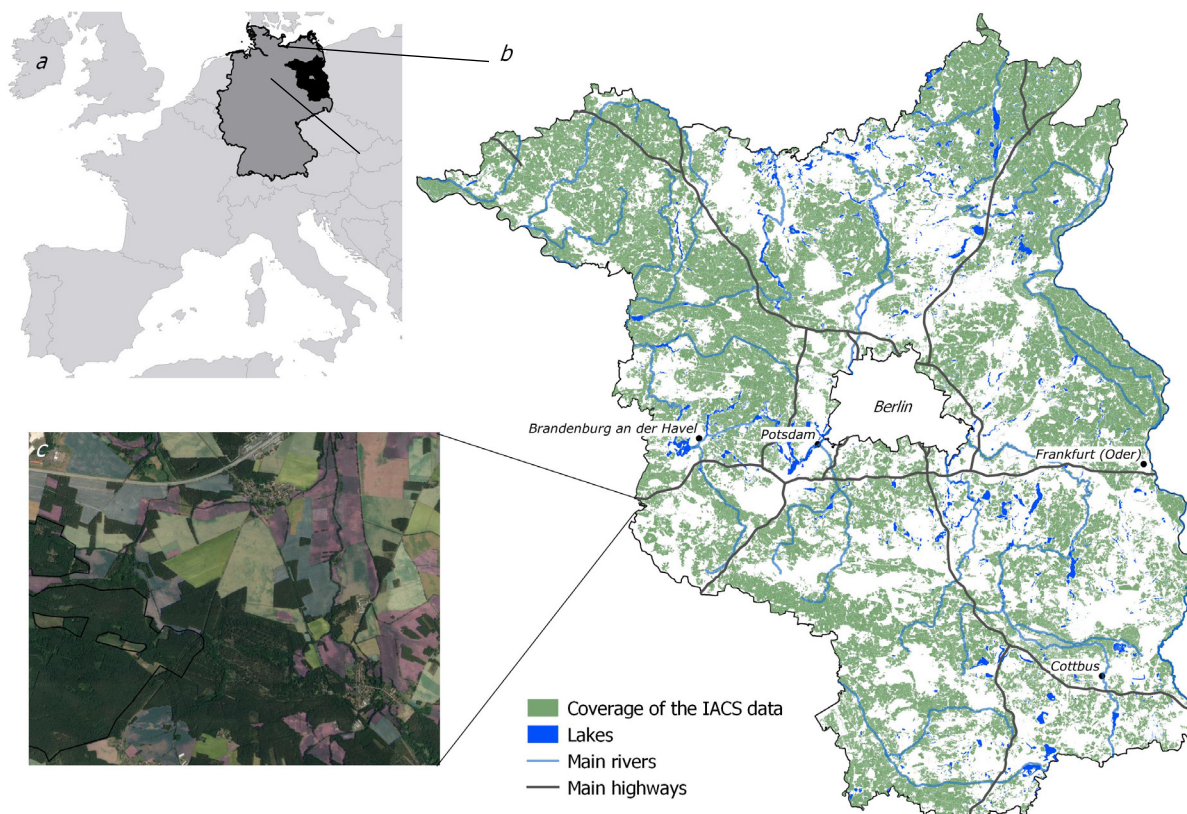 a
b
Berlin
Brandenburg an der Havel
Potsdam
Frankfurt (Oder)
c
Cottbus
Coverage of the IACS data
Lakes
Main rivers
Main highways